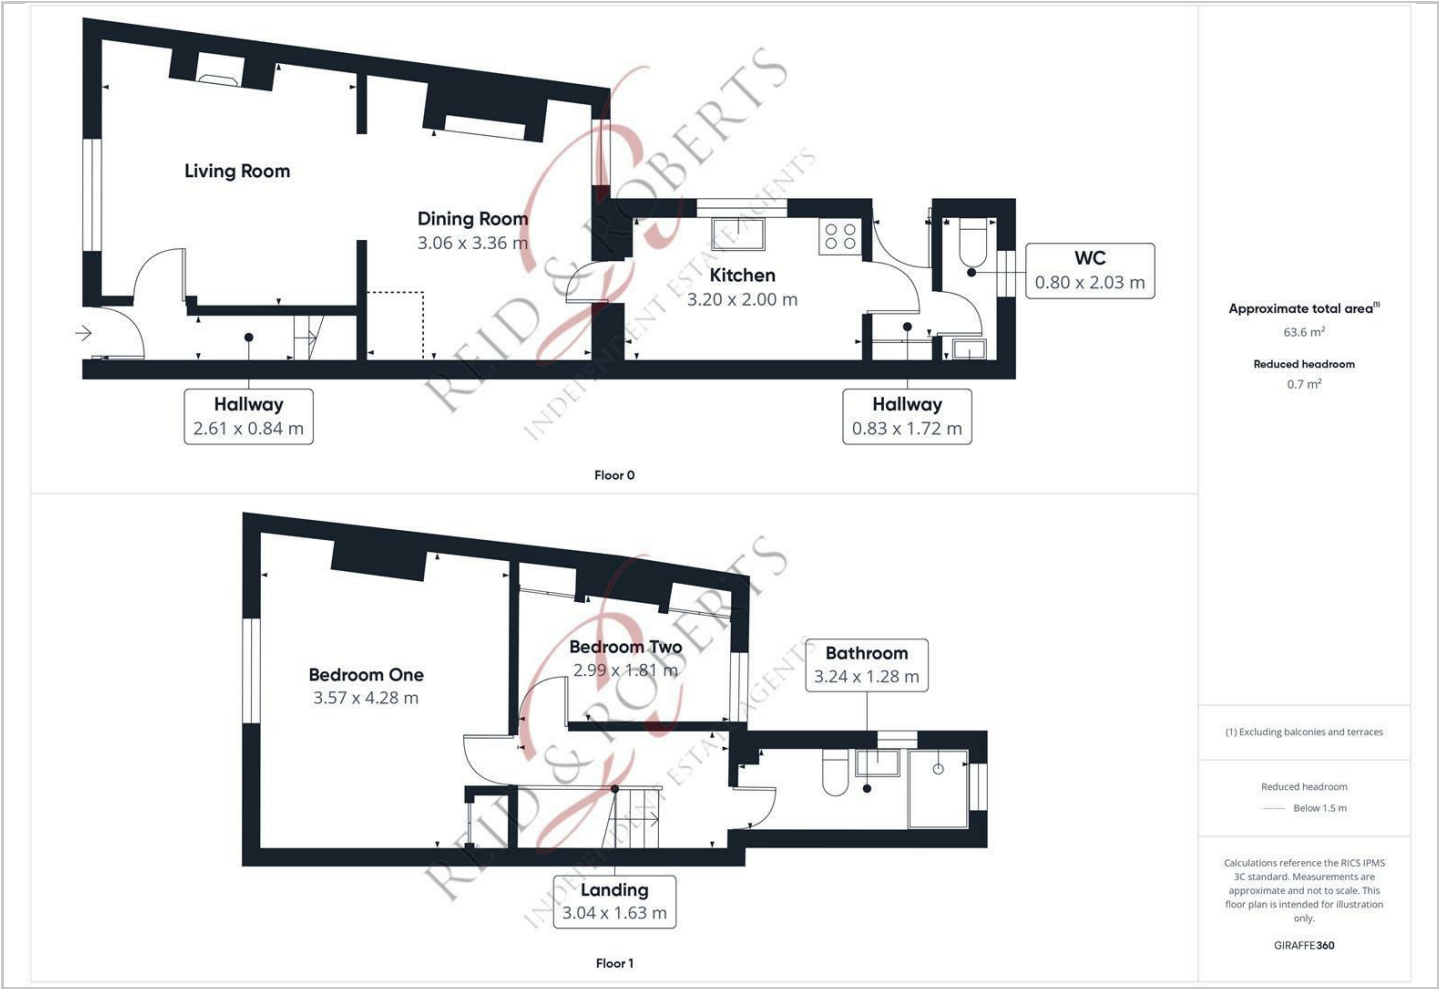 Living Room
Dining Room
3.06 x 3.36 m
Kitchen
3.20 x 2.00 m
WC
0.80 x 2.03 m
Hallway
2.61 x 0.84 m
Hallway
0.83 x 1.72 m
REID & ROBERTS
INDEPENDENT ESTATE AGENTS
Floor 0
Bedroom One
3.57 x 4.28 m
Bedroom Two
2.99 x 1.81 m
Bathroom
3.24 x 1.28 m
Landing
3.04 x 1.63 m
REID & ROBERTS
INDEPENDENT ESTATE AGENTS
Floor 1
Approximate total area(1)
63.6 m²
Reduced headroom
0.7 m²
(1) Excluding balconies and terraces
Reduced headroom
Below 1.5 m
Calculations reference the RICS IPMS
3C standard. Measurements are
approximate and not to scale. This
floor plan is intended for illustration
only.
GIRAFFE360